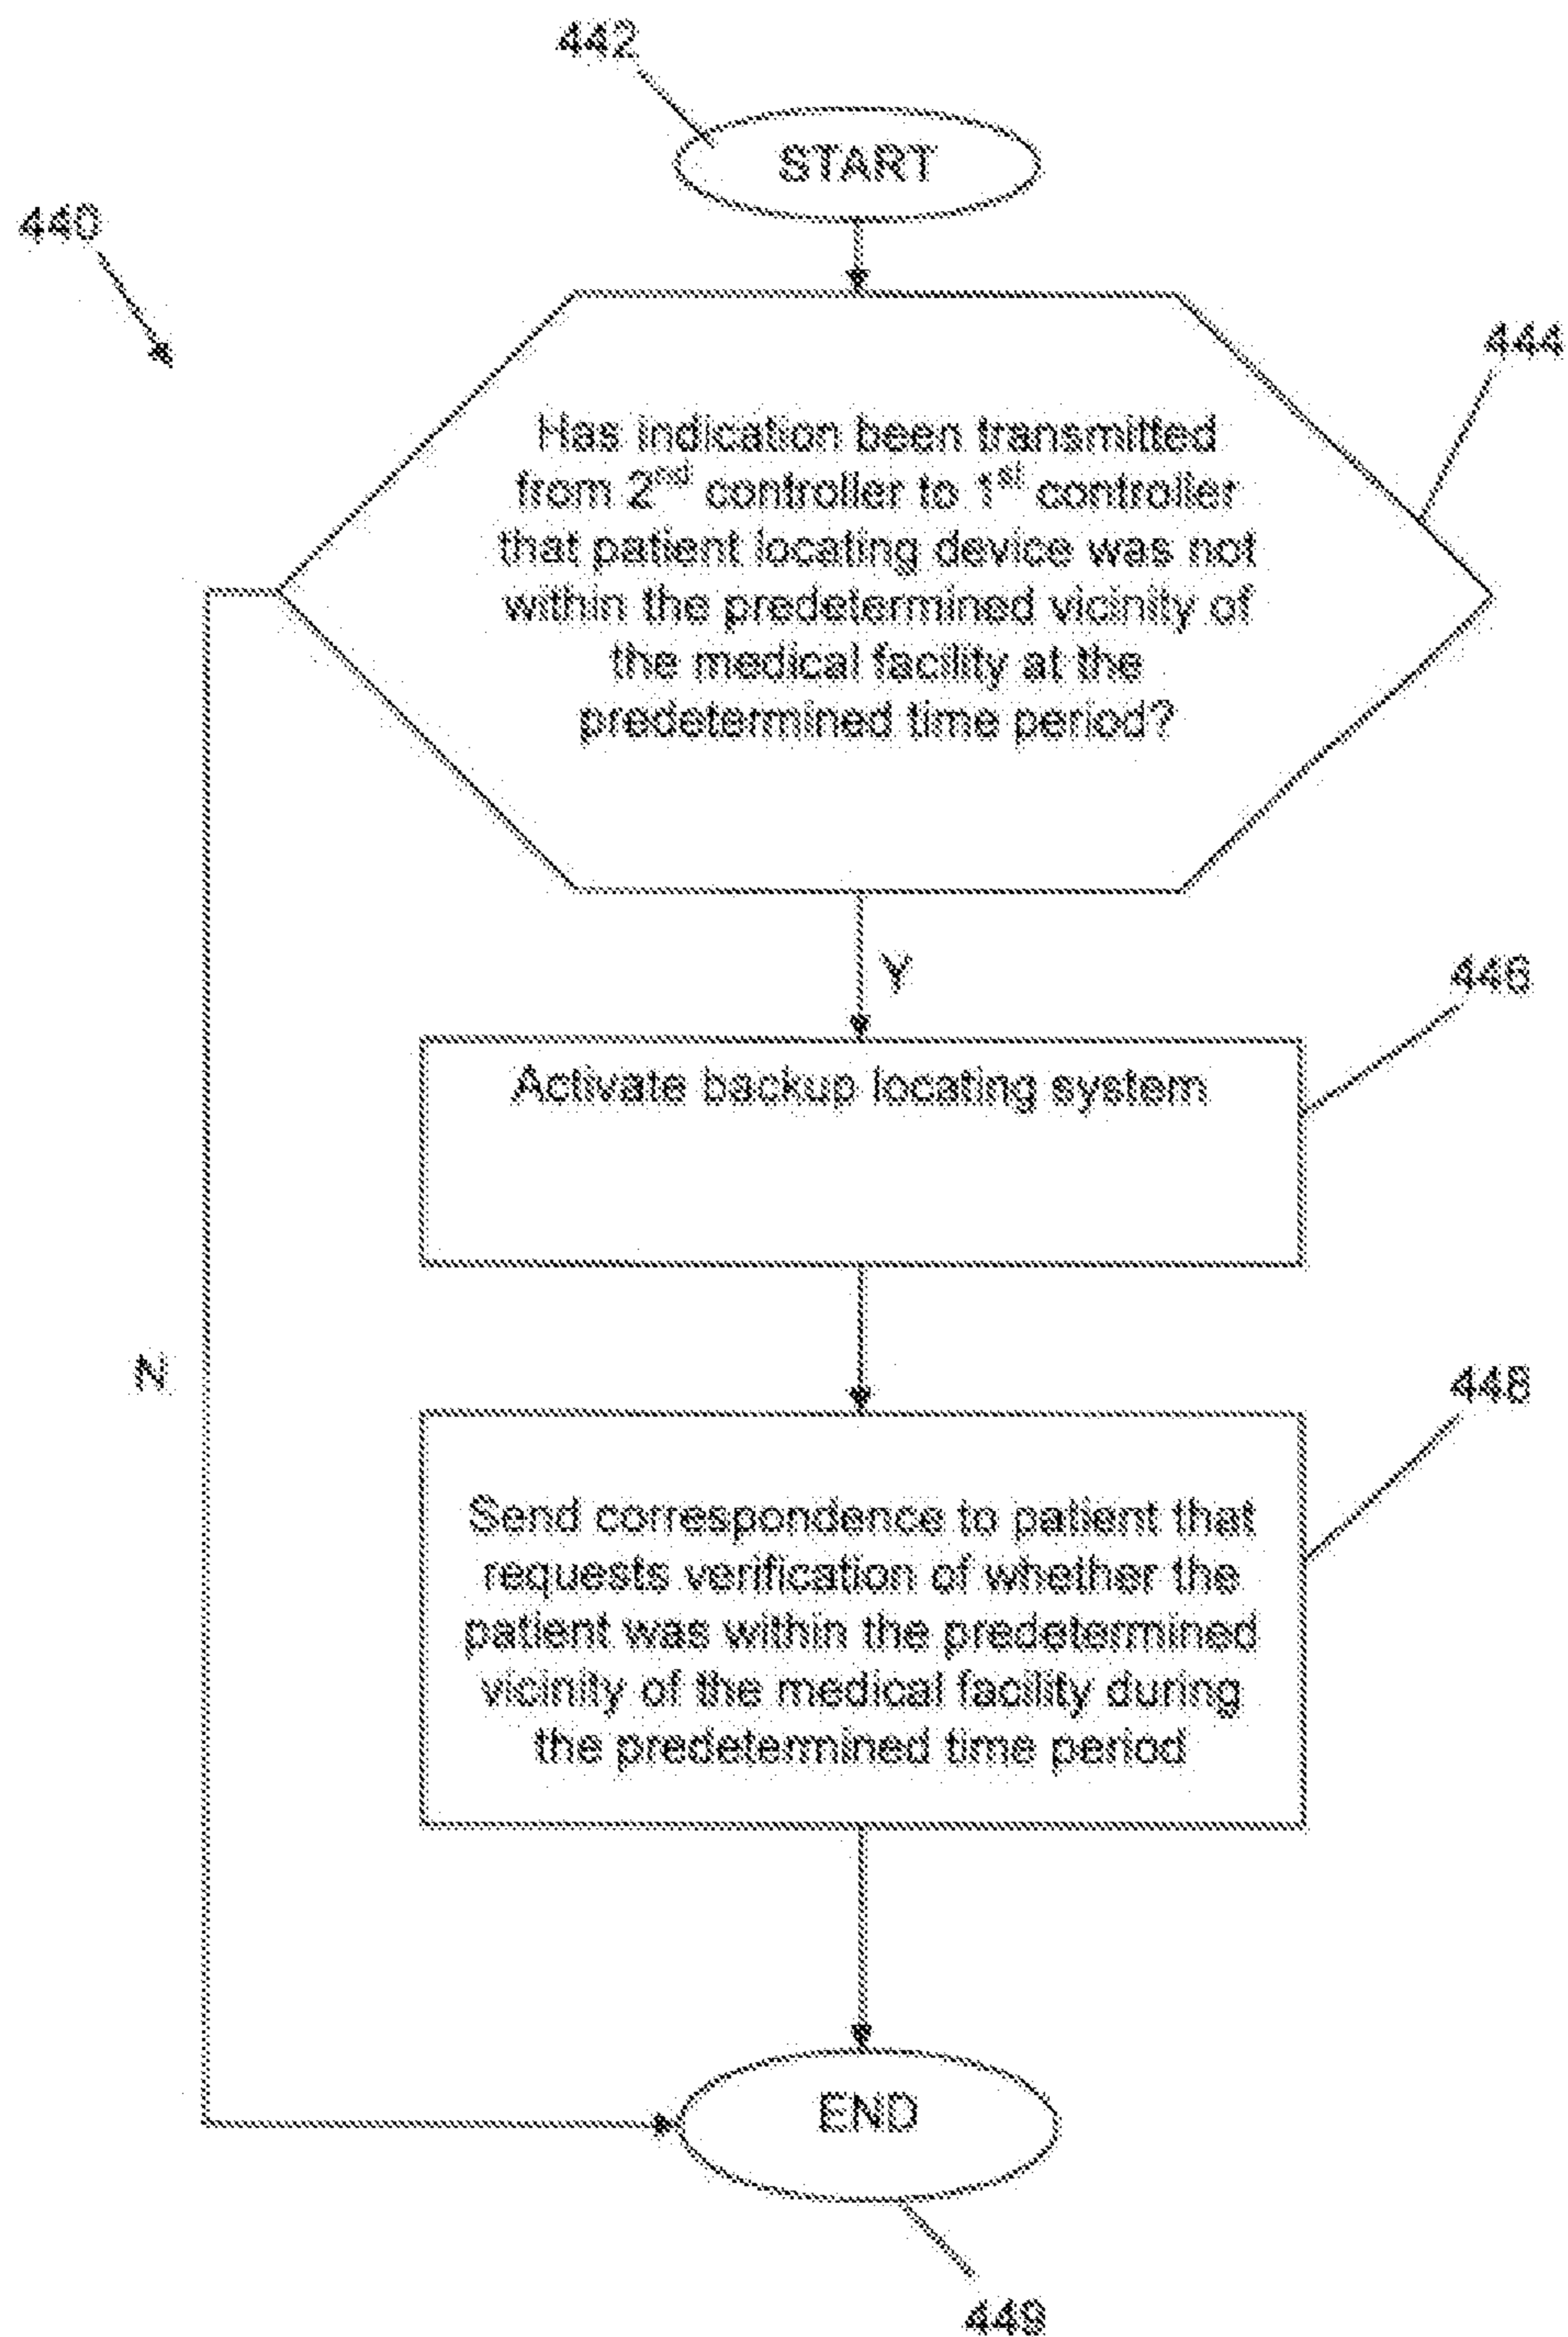 442
START
440
444
Has indication been transmitted
from 2nd controller to 1st controller
that patient locating device was not
within the predetermined vicinity of
the medical facility at the
predetermined time period?
Y
446
Activate backup locating system
N
448
Send correspondence to patient that
requests verification of whether the
patient was within the predetermined
vicinity of the medical facility during
the predetermined time period
END
449